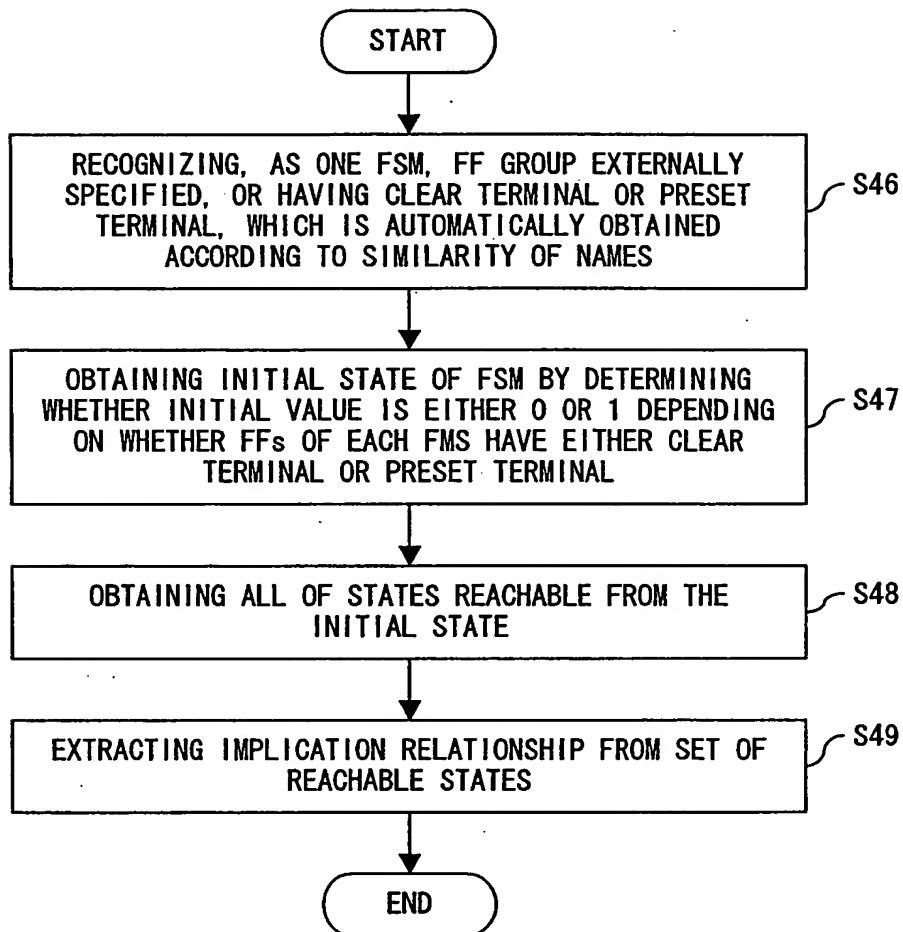 START
RECOGNIZING, AS ONE FSM, FF GROUP EXTERNALLY
SPECIFIED, OR HAVING CLEAR TERMINAL OR PRESET
TERMINAL, WHICH IS AUTOMATICALLY OBTAINED
ACCORDING TO SIMILARITY OF NAMES
S46
OBTAINING INITIAL STATE OF FSM BY DETERMINING
WHETHER INITIAL VALUE IS EITHER 0 OR 1 DEPENDING
ON WHETHER FFs OF EACH FMS HAVE EITHER CLEAR
TERMINAL OR PRESET TERMINAL
S47
OBTAINING ALL OF STATES REACHABLE FROM THE
INITIAL STATE
S48
EXTRACTING IMPLICATION RELATIONSHIP FROM SET OF
REACHABLE STATES
S49
END